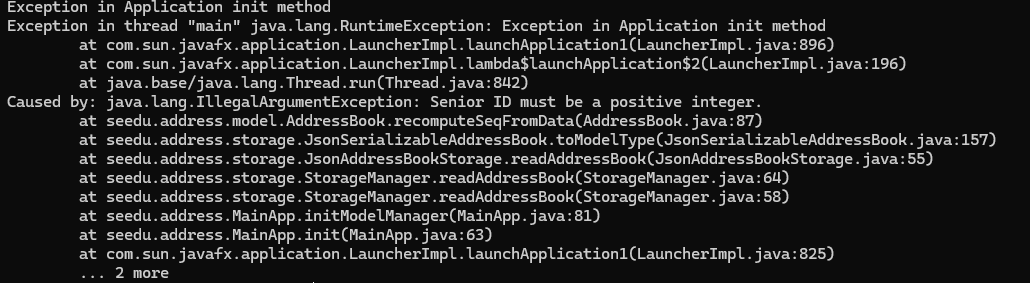 Exception in Application init method
Exception in thread "main" java.lang.RuntimeException: Exception in Application init method
        at com.sun.javafx.application.LauncherImpl.launchApplication1(LauncherImpl.java:896)
        at com.sun.javafx.application.LauncherImpl.lambda$launchApplication$2(LauncherImpl.java:196)
        at java.base/java.lang.Thread.run(Thread.java:842)
Caused by: java.lang.IllegalArgumentException: Senior ID must be a positive integer.
        at seedu.address.model.AddressBook.recomputeSeqFromData(AddressBook.java:87)
        at seedu.address.storage.JsonSerializableAddressBook.toModelType(JsonSerializableAddressBook.java:157)
        at seedu.address.storage.JsonAddressBookStorage.readAddressBook(JsonAddressBookStorage.java:55)
        at seedu.address.storage.StorageManager.readAddressBook(StorageManager.java:64)
        at seedu.address.storage.StorageManager.readAddressBook(StorageManager.java:58)
        at seedu.address.MainApp.initModelManager(MainApp.java:81)
        at seedu.address.MainApp.init(MainApp.java:63)
        at com.sun.javafx.application.LauncherImpl.launchApplication1(LauncherImpl.java:825)
        ... 2 more